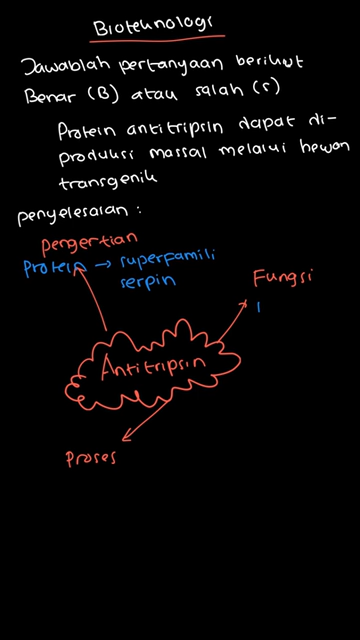 Bioteknologi
Jawablah pertanyaan berikut
Benar (B) atau salah (S)
Protein antitripsin dapat di-
produksi massal melalui hewan
transgenik
penyelesaian :
pengertian
Protein → superfamili
serpin
Fungsi
Antitripsin
Proses